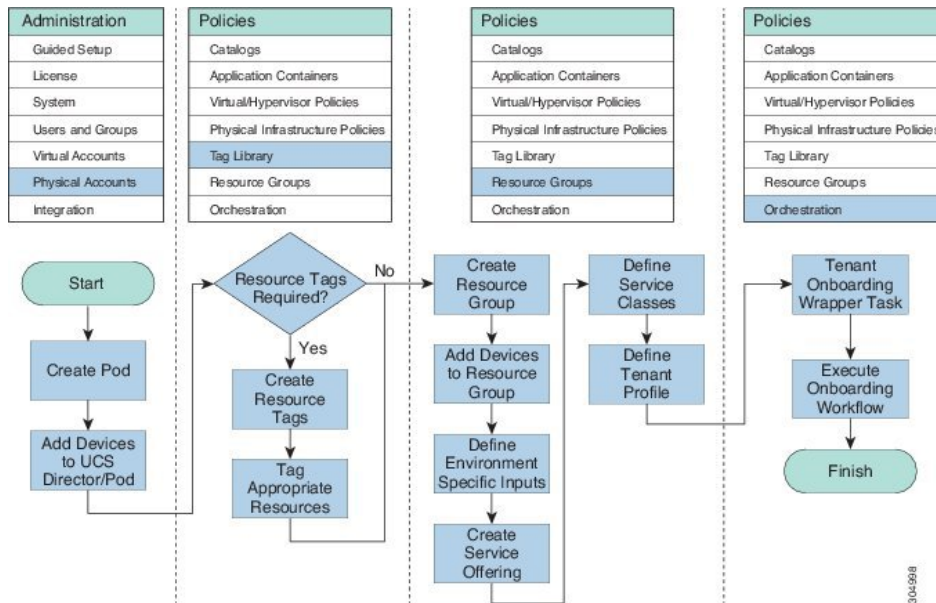 Administration
Guided Setup
License
System
Users and Groups
Virtual Accounts
Physical Accounts
Integration
Policies
Catalogs
Application Containers
Virtual/Hypervisor Policies
Physical Infrastructure Policies
Tag Library
Resource Groups
Orchestration
Policies
Catalogs
Application Containers
Virtual/Hypervisor Policies
Physical Infrastructure Policies
Tag Library
Resource Groups
Orchestration
Policies
Catalogs
Application Containers
Virtual/Hypervisor Policies
Physical Infrastructure Policies
Tag Library
Resource Groups
Orchestration
Start
Create Pod
Add Devices
to UCS
Director/Pod
Resource Tags
Required?
No
Yes
Create
Resource
Tags
Tag
Appropriate
Resources
Create
Resource
Group
Add Devices
to Resource
Group
Define
Environment
Specific Inputs
Create
Service
Offering
Define
Service
Classes
Define
Tenant
Profile
Tenant
Onboarding
Wrapper Task
Execute
Onboarding
Workflow
Finish
304998